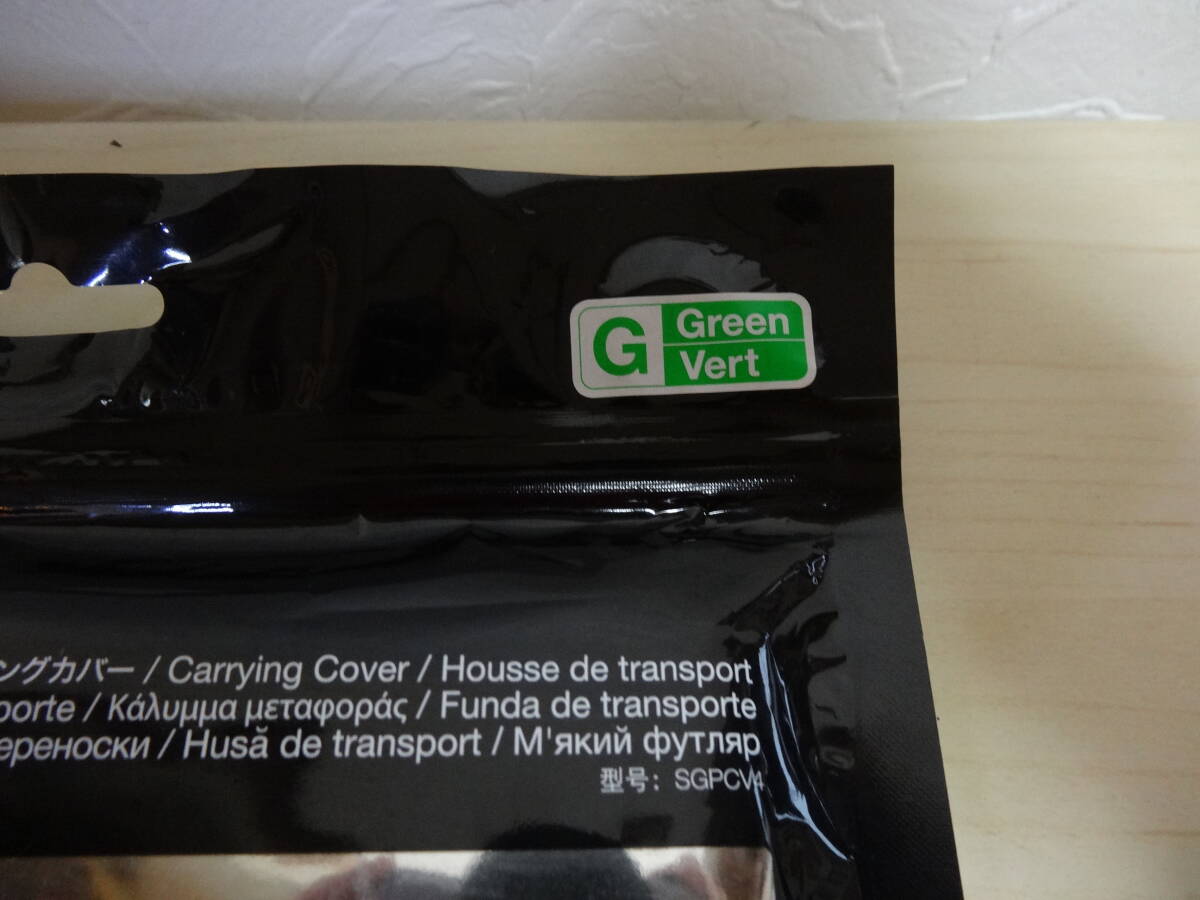 G
Green
Vert
ングカバー / Carrying Cover / Housse de transport
porte / Κάλυμμα μεταφοράς / Funda de transporte
ереноски / Husă de transport / М'який футляр
型号: SGPCV4